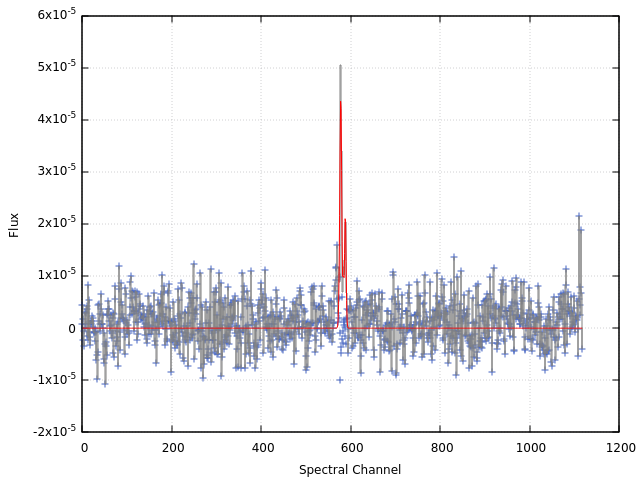 6x10⁻⁵
5x10⁻⁵
4x10⁻⁵
3x10⁻⁵
2x10⁻⁵
1x10⁻⁵
0
-1x10⁻⁵
-2x10⁻⁵
Flux
0 200 400 600 800 1000 1200
Spectral Channel